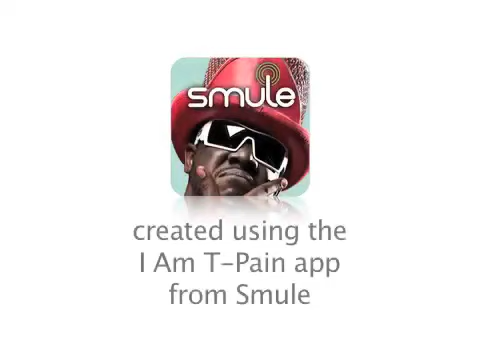 smule
created using the
I Am T-Pain app
from Smule